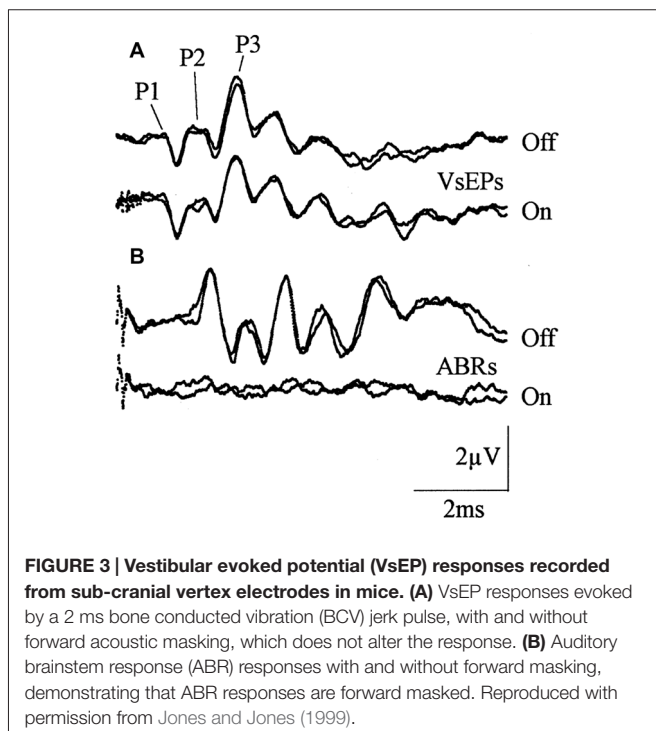 A
P1
P2
P3
Off
VsEPs
On
B
Off
ABRs
On
2µV
2ms
FIGURE 3 | Vestibular evoked potential (VsEP) responses recorded
from sub-cranial vertex electrodes in mice. (A) VsEP responses evoked
by a 2 ms bone conducted vibration (BCV) jerk pulse, with and without
forward acoustic masking, which does not alter the response. (B) Auditory
brainstem response (ABR) responses with and without forward masking,
demonstrating that ABR responses are forward masked. Reproduced with
permission from Jones and Jones (1999).